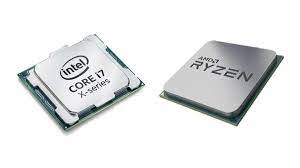 intel
CORE i7
X-series
AMD
RYZEN